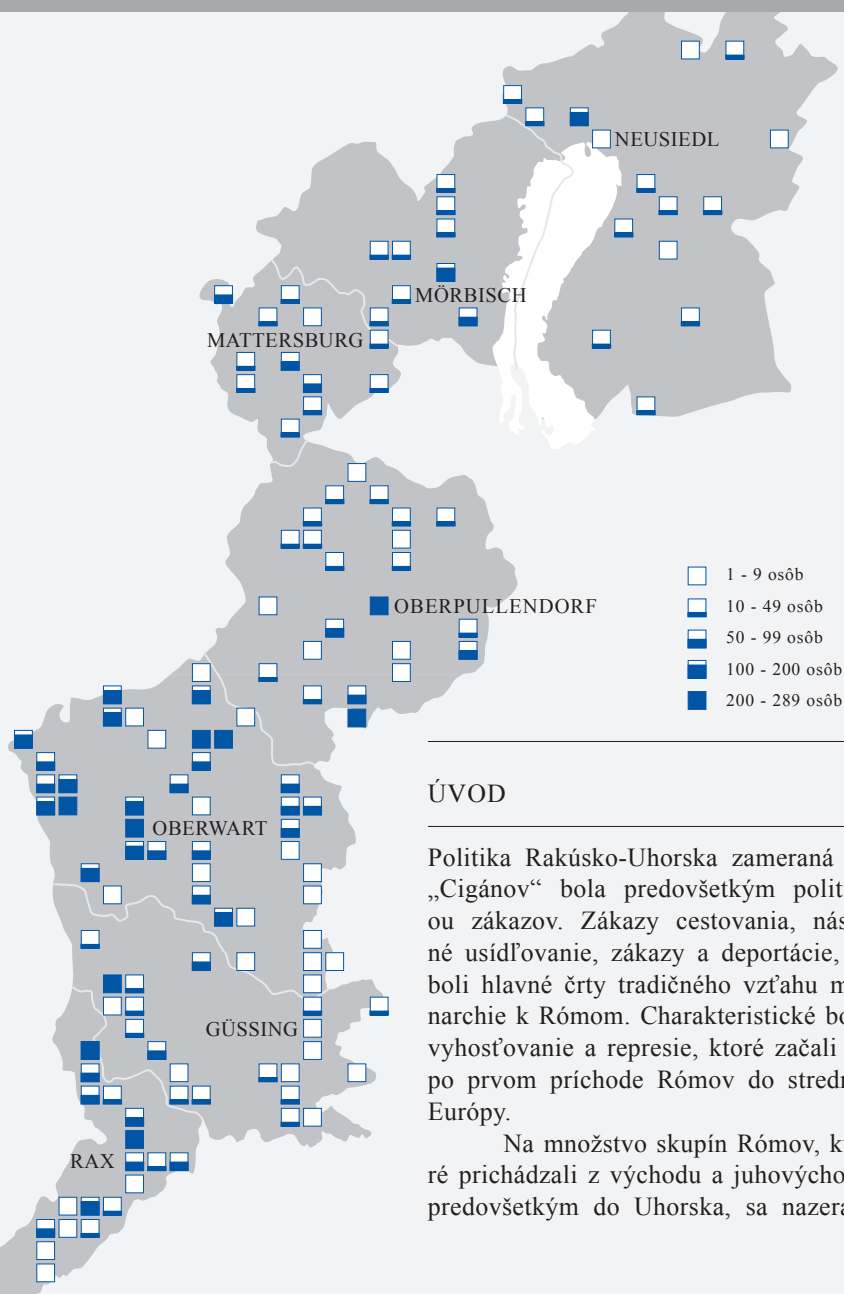 NEUSIEDL
MÖRBISCH
MATTERSBURG
OBERPULLENDORF
1 - 9 osôb
10 - 49 osôb
50 - 99 osôb
100 - 200 osôb
200 - 289 osôb
OBERWART
GÜSSING
RAX
ÚVOD
Politika Rakúsko-Uhorska zameraná
„Cigánov“ bola predovšetkým polit
ou zákazov. Zákazy cestovania, nás
né usídľovanie, zákazy a deportácie,
boli hlavné črty tradičného vzťahu m
narchie k Rómom. Charakteristické bo
vyhosťovanie a represie, ktoré začali
po prvom príchode Rómov do stredn
Európy.
Na množstvo skupín Rómov, kt
ré prichádzali z východu a juhovýcho
predovšetkým do Uhorska, sa nazera